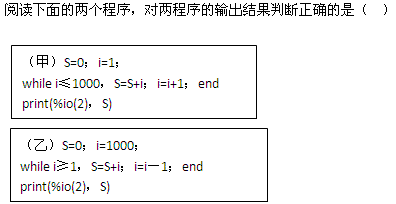 阅读下面的两个程序，对两程序的输出结果判断正确的是（　）
（甲）S=0；i=1；
while i≤1000，S=S+i；i=i+1；end
print(%io(2)，S)
（乙）S=0；i=1000；
while i≥1，S=S+i；i=i一1；end
print(%io(2)，S)